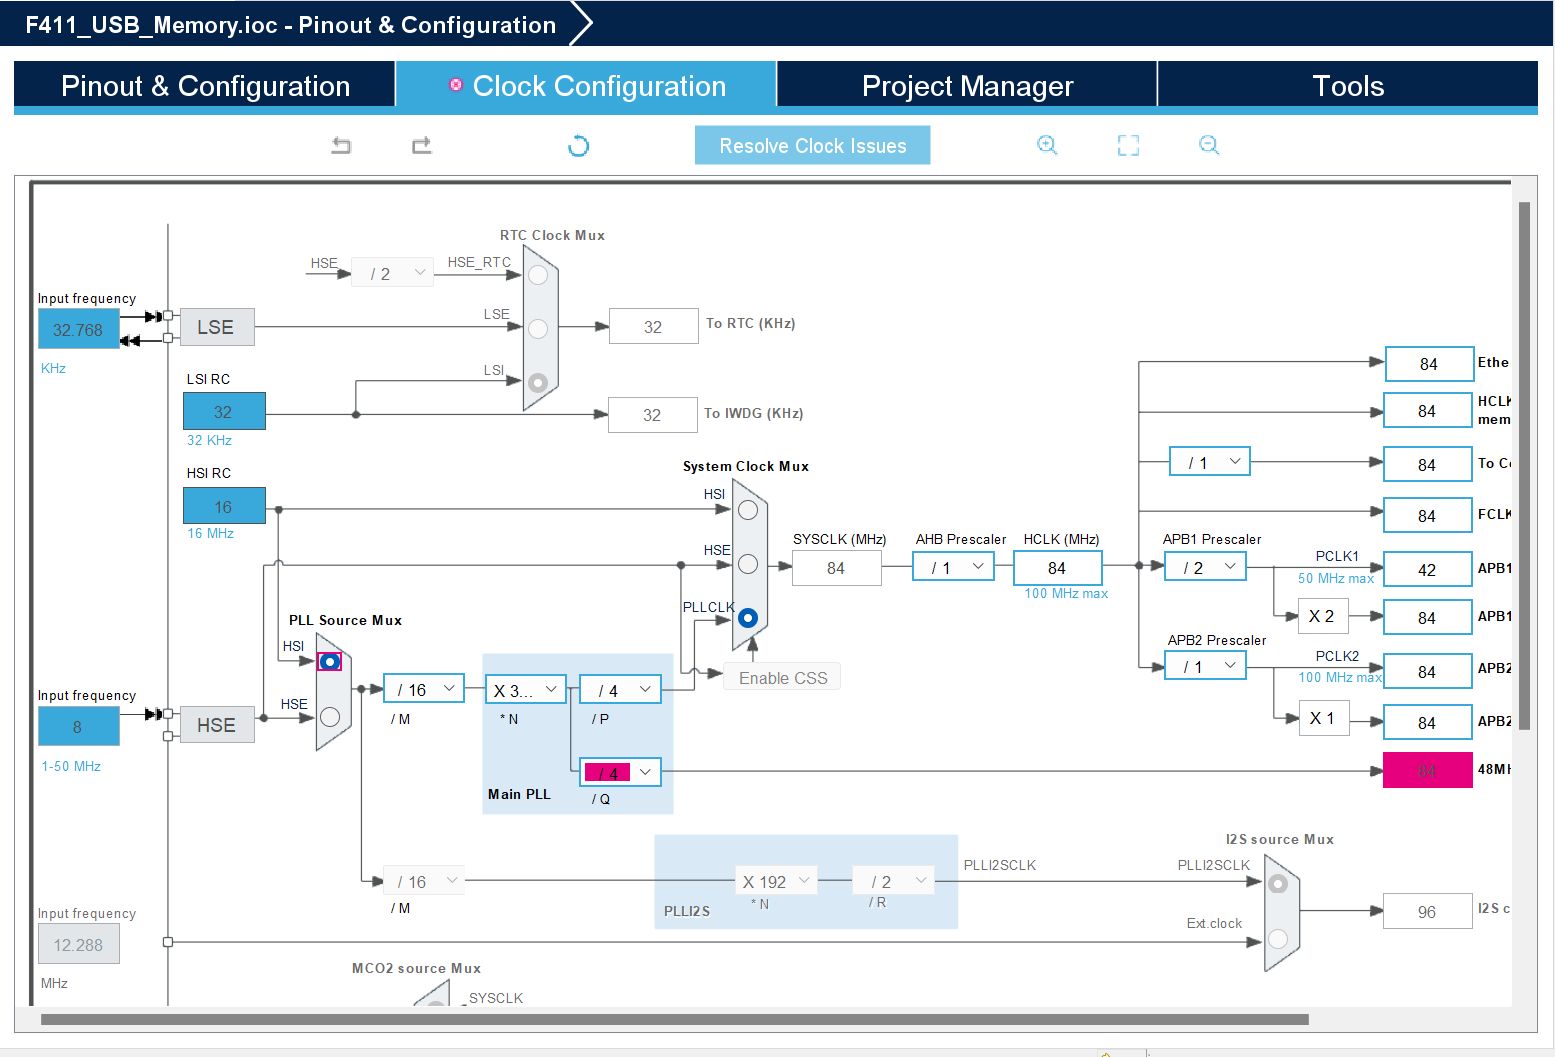 F411_USB_Memory.ioc - Pinout & Configuration
Pinout & Configuration
Clock Configuration
Project Manager
Tools
Resolve Clock Issues
RTC Clock Mux
HSE
/ 2
HSE_RTC
Input frequency
32.768
KHz
LSE
LSE
32
To RTC (KHz)
LSI RC
32
32 KHz
LSI
32
To IWDG (KHz)
HSI RC
16
16 MHz
System Clock Mux
HSI
HSE
PLLCLK
SYSCLK (MHz)
84
AHB Prescaler
/ 1
HCLK (MHz)
84
100 MHz max
84
Ethe
84
HCLK
mem
/ 1
84
To C
84
FCLK
APB1 Prescaler
/ 2
PCLK1
50 MHz max
42
APB1
X 2
84
APB1
APB2 Prescaler
/ 1
PCLK2
100 MHz max
84
APB2
X 1
84
APB2
84
48MH
PLL Source Mux
HSI
HSE
Enable CSS
Input frequency
8
1-50 MHz
HSE
/ 16
/ M
X 3...
* N
/ 4
/ P
/ 4
/ Q
Main PLL
/ 16
/ M
X 192
* N
/ 2
/ R
PLLI2S
PLLI2SCLK
I2S source Mux
PLLI2SCLK
Ext.clock
96
I2S c
Input frequency
12.288
MHz
MCO2 source Mux
SYSCLK